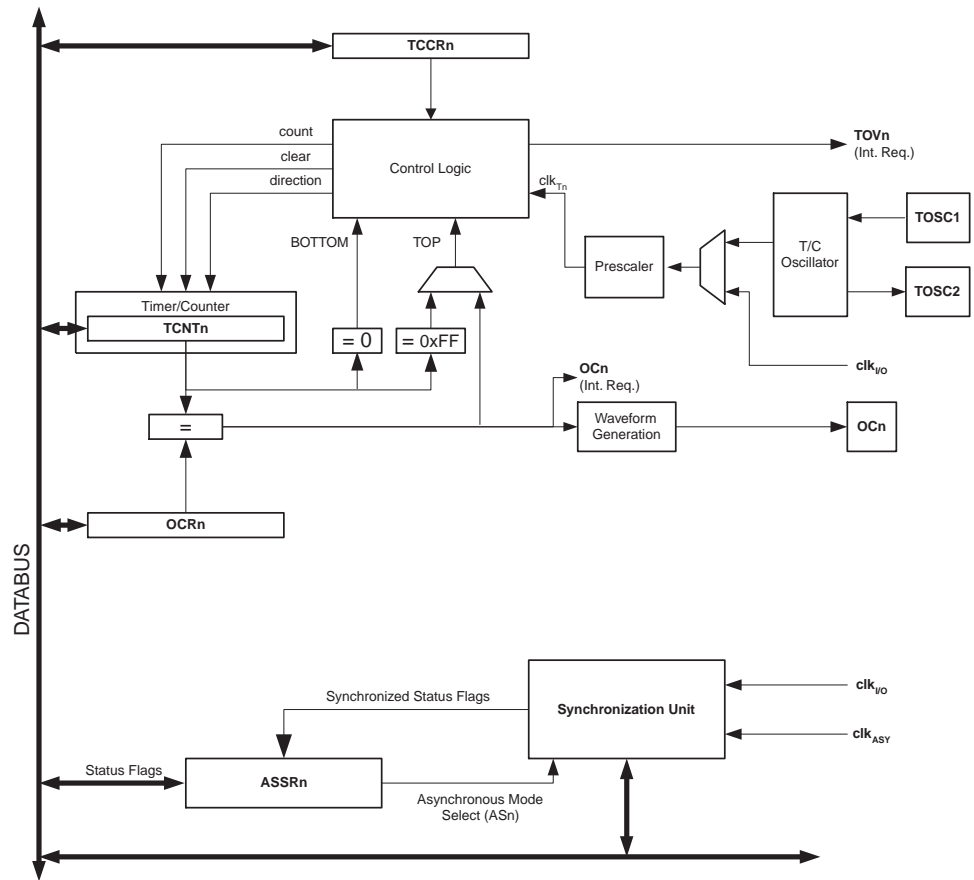 TCCRn
count
clear
direction
Control Logic
TOVn
(Int. Req.)
clkTn
BOTTOM
TOP
TOSC1
T/C
Oscillator
Prescaler
TOSC2
Timer/Counter
TCNTn
= 0
= 0xFF
OCn
(Int. Req.)
clkI/O
=
Waveform
Generation
OCn
OCRn
DATABUS
Synchronized Status Flags
Synchronization Unit
clkI/O
clkASY
Status Flags
ASSRn
Asynchronous Mode
Select (ASn)